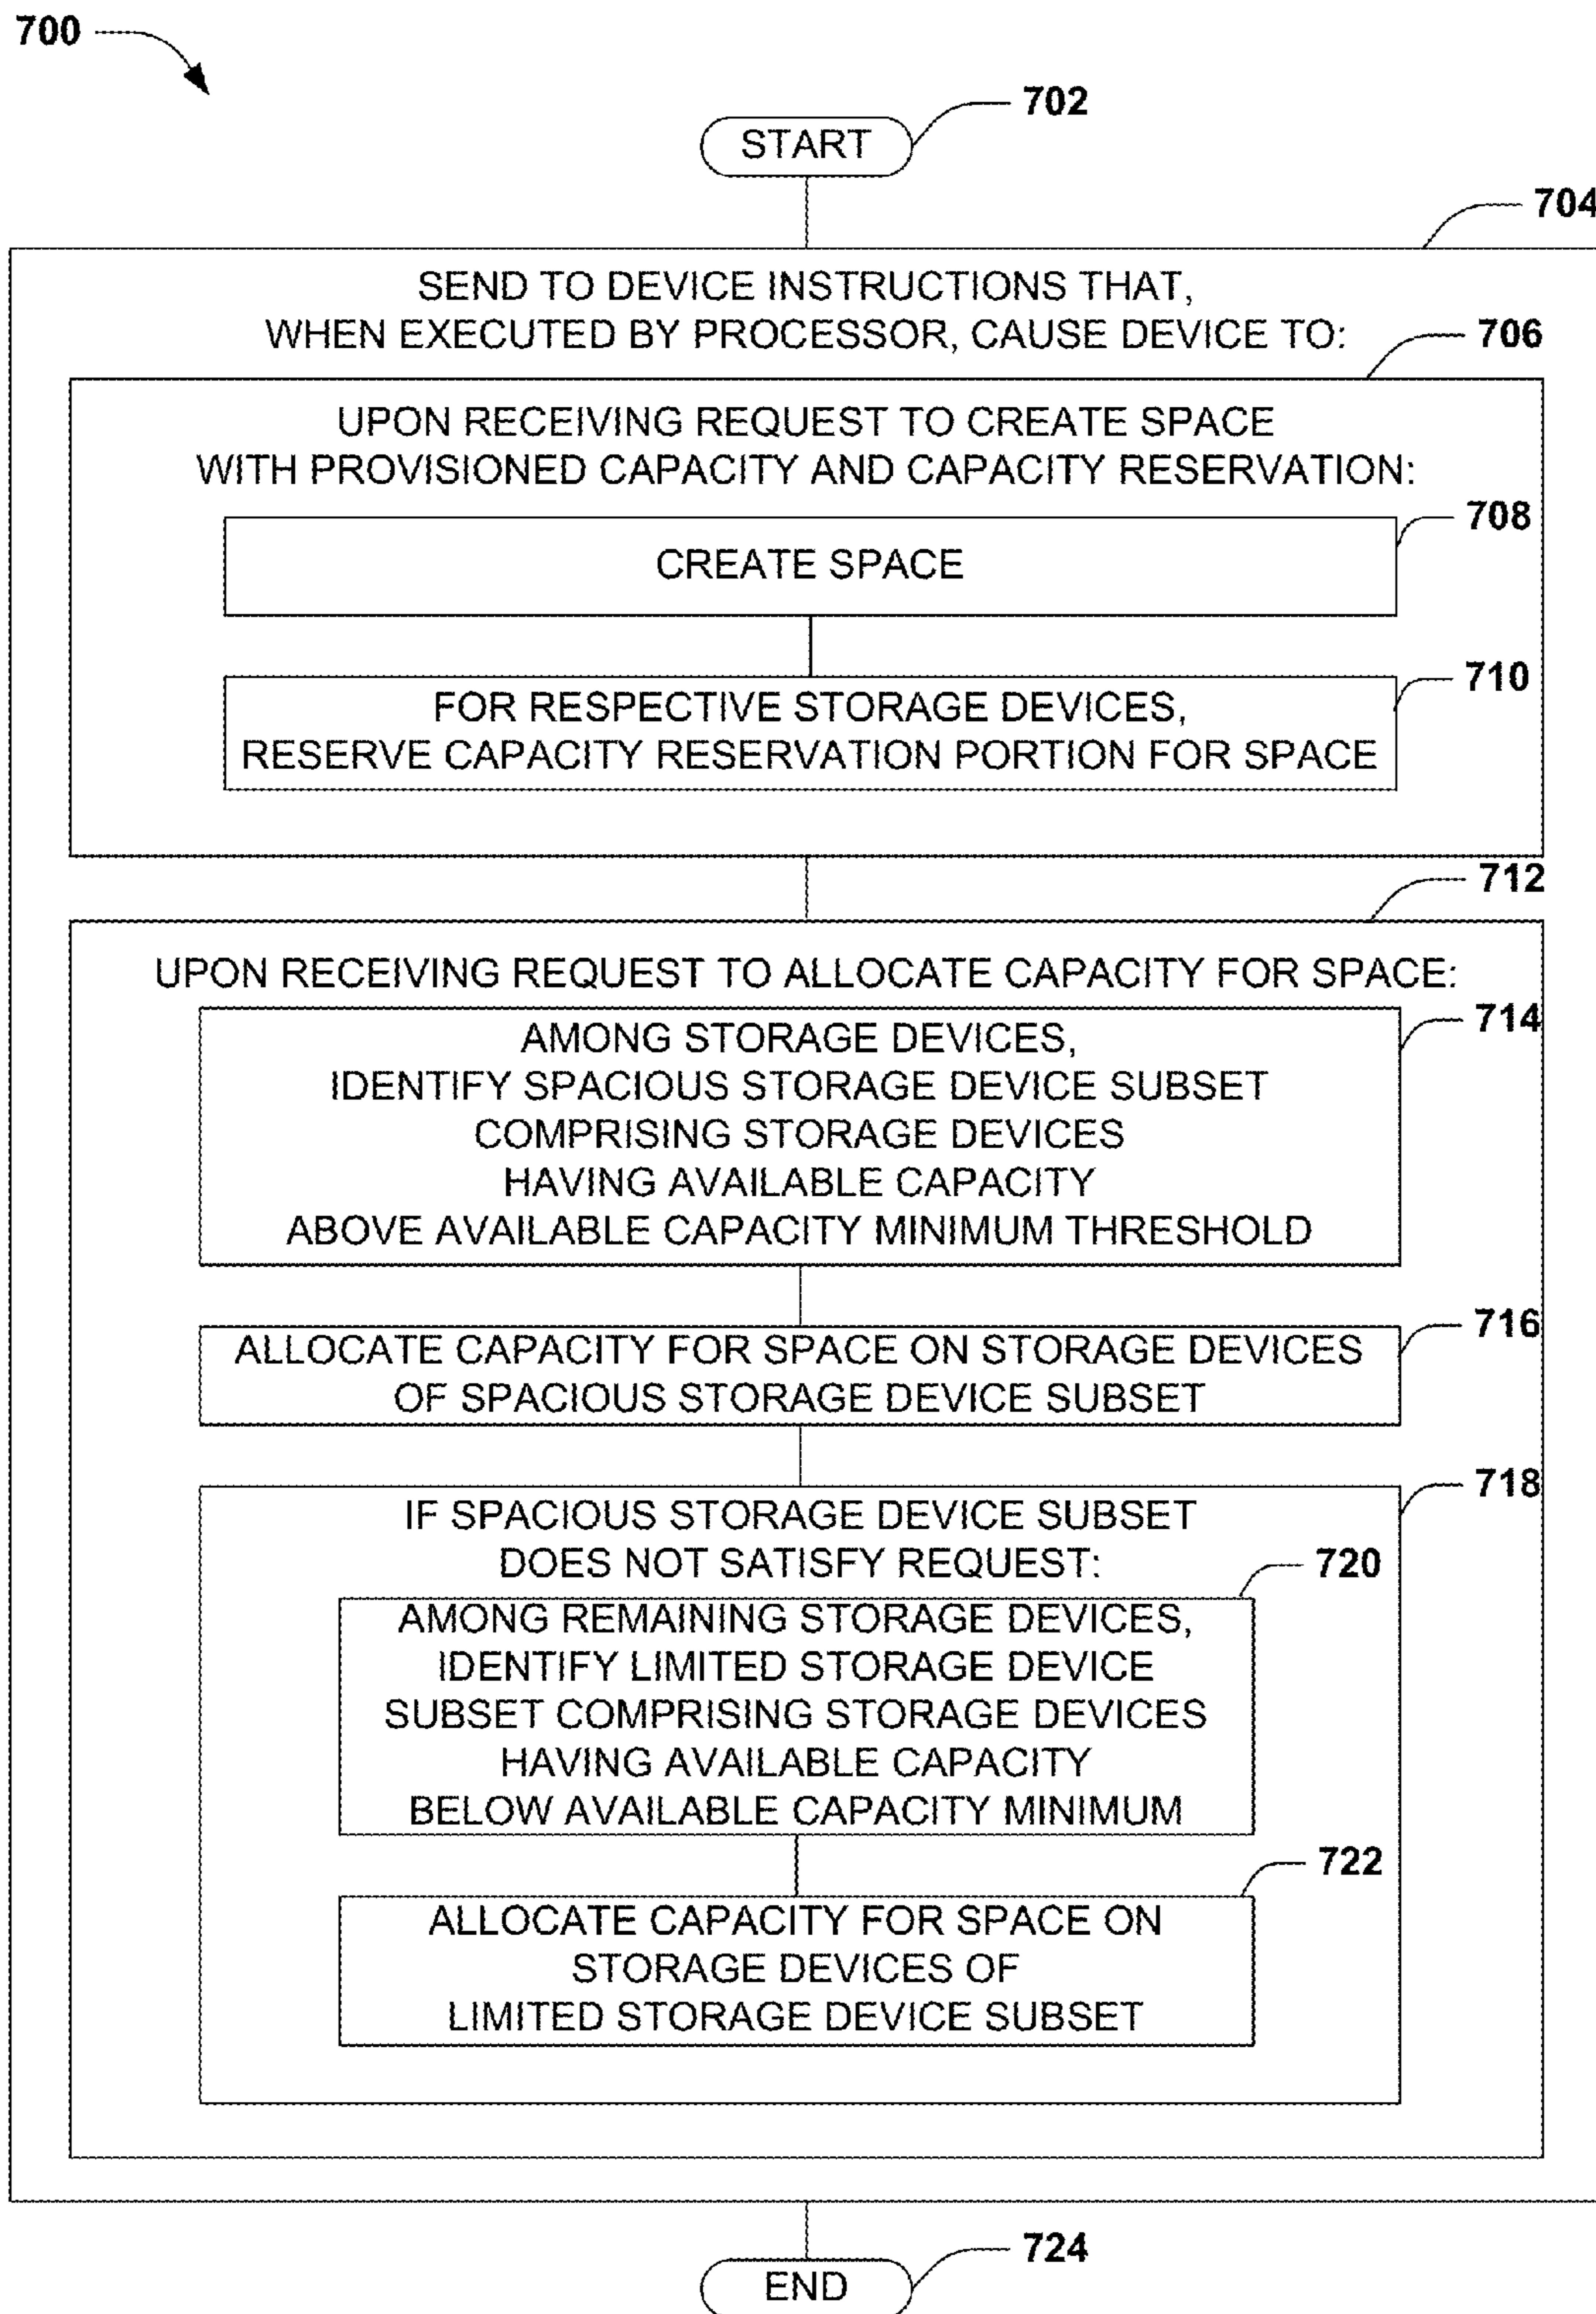 700
702
START
704
SEND TO DEVICE INSTRUCTIONS THAT,
WHEN EXECUTED BY PROCESSOR, CAUSE DEVICE TO:
706
UPON RECEIVING REQUEST TO CREATE SPACE
WITH PROVISIONED CAPACITY AND CAPACITY RESERVATION:
708
CREATE SPACE
710
FOR RESPECTIVE STORAGE DEVICES,
RESERVE CAPACITY RESERVATION PORTION FOR SPACE
712
UPON RECEIVING REQUEST TO ALLOCATE CAPACITY FOR SPACE:
714
AMONG STORAGE DEVICES,
IDENTIFY SPACIOUS STORAGE DEVICE SUBSET
COMPRISING STORAGE DEVICES
HAVING AVAILABLE CAPACITY
ABOVE AVAILABLE CAPACITY MINIMUM THRESHOLD
716
ALLOCATE CAPACITY FOR SPACE ON STORAGE DEVICES
OF SPACIOUS STORAGE DEVICE SUBSET
718
IF SPACIOUS STORAGE DEVICE SUBSET
DOES NOT SATISFY REQUEST:
720
AMONG REMAINING STORAGE DEVICES,
IDENTIFY LIMITED STORAGE DEVICE
SUBSET COMPRISING STORAGE DEVICES
HAVING AVAILABLE CAPACITY
BELOW AVAILABLE CAPACITY MINIMUM
722
ALLOCATE CAPACITY FOR SPACE ON
STORAGE DEVICES OF
LIMITED STORAGE DEVICE SUBSET
724
END